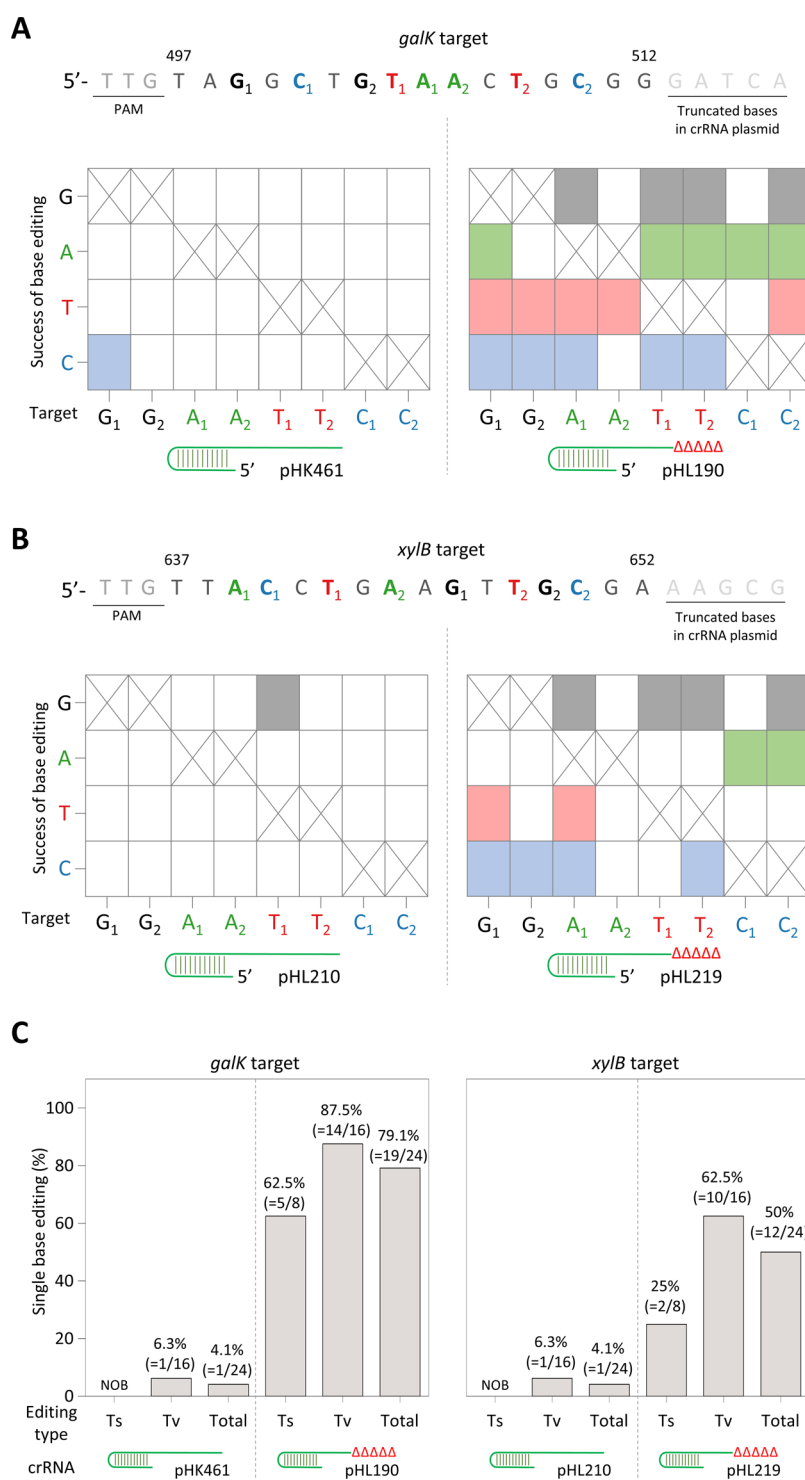 A
galK target
497
512
5’- T T G T A G₁ G C₁ T G₂ T₁ A₁ A₂ C T₂ G C₂ G G G A T C A
PAM
Truncated bases
in crRNA plasmid
Success of base editing
G
A
T
C
Target
G₁ G₂ A₁ A₂ T₁ T₂ C₁ C₂
G₁ G₂ A₁ A₂ T₁ T₂ C₁ C₂
5’ pHK461
ΔΔΔΔΔ
5’ pHL190
B
xylB target
637
652
5’- T T G T T A₁ C₁ C T₁ G A₂ A G₁ T T₂ G₂ C₂ G A A A G C G
PAM
Truncated bases
in crRNA plasmid
Success of base editing
G
A
T
C
Target
G₁ G₂ A₁ A₂ T₁ T₂ C₁ C₂
G₁ G₂ A₁ A₂ T₁ T₂ C₁ C₂
5’ pHL210
ΔΔΔΔΔ
5’ pHL219
C
galK target
xylB target
Single base editing (%)
100
80
60
40
20
0
NOB
6.3%
(=1/16)
4.1%
(=1/24)
62.5%
(=5/8)
87.5%
(=14/16)
79.1%
(=19/24)
NOB
6.3%
(=1/16)
4.1%
(=1/24)
25%
(=2/8)
62.5%
(=10/16)
50%
(=12/24)
Editing
type
Ts Tv Total Ts Tv Total
Ts Tv Total Ts Tv Total
crRNA
pHK461
ΔΔΔΔΔ
pHL190
pHL210
ΔΔΔΔΔ
pHL219